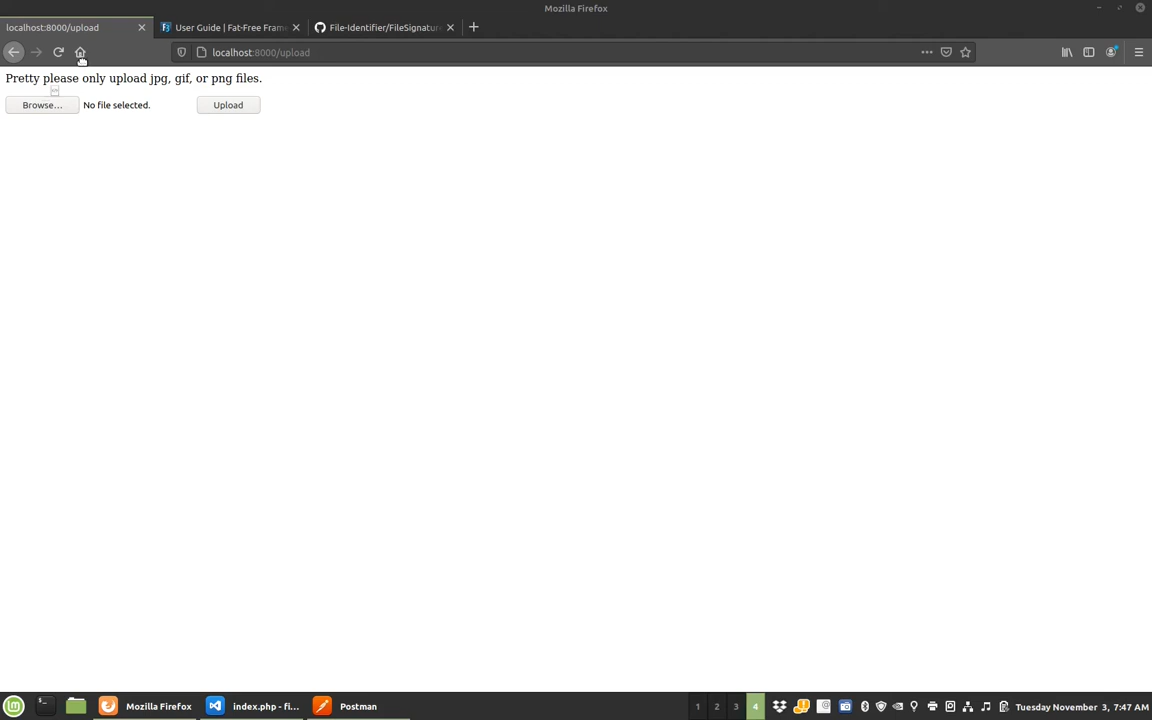 Mozilla Firefox
localhost:8000/upload
User Guide | Fat-Free Frame
File-Identifier/FileSignatur
localhost:8000/upload
Pretty please only upload jpg, gif, or png files.
Browse... No file selected. Upload
Mozilla Firefox
index.php - fi...
Postman
1 2 3 4
Tuesday November 3, 7:47 AM